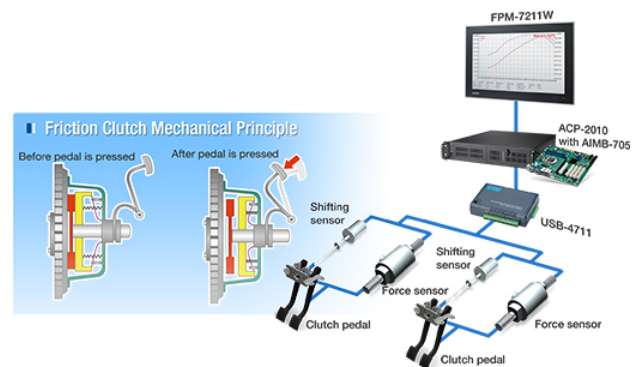 FPM-7211W
Friction Clutch Mechanical Principle
Before pedal is pressed
After pedal is pressed
ACP-2010
with AIMB-705
USB-4711
Shifting
sensor
Force sensor
Clutch pedal
Shifting
sensor
Force sensor
Clutch pedal